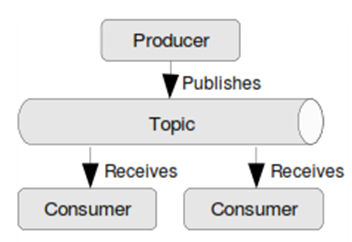 Producer
Publishes
Topic
Receives
Receives
Consumer
Consumer